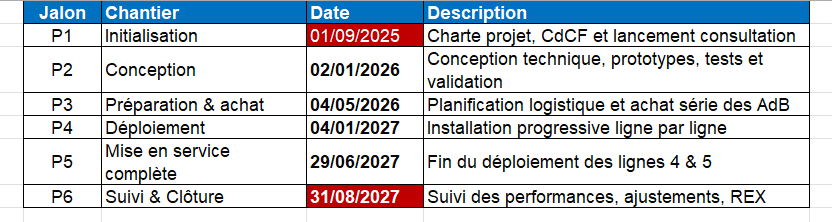 Jalon Chantier Date Description
P1 Initialisation 01/09/2025 Charte projet, CdCF et lancement consultation
P2 Conception 02/01/2026 Conception technique, prototypes, tests et
validation
P3 Préparation & achat 04/05/2026 Planification logistique et achat série des AdB
P4 Déploiement 04/01/2027 Installation progressive ligne par ligne
P5 Mise en service
complète 29/06/2027 Fin du déploiement des lignes 4 & 5
P6 Suivi & Clôture 31/08/2027 Suivi des performances, ajustements, REX